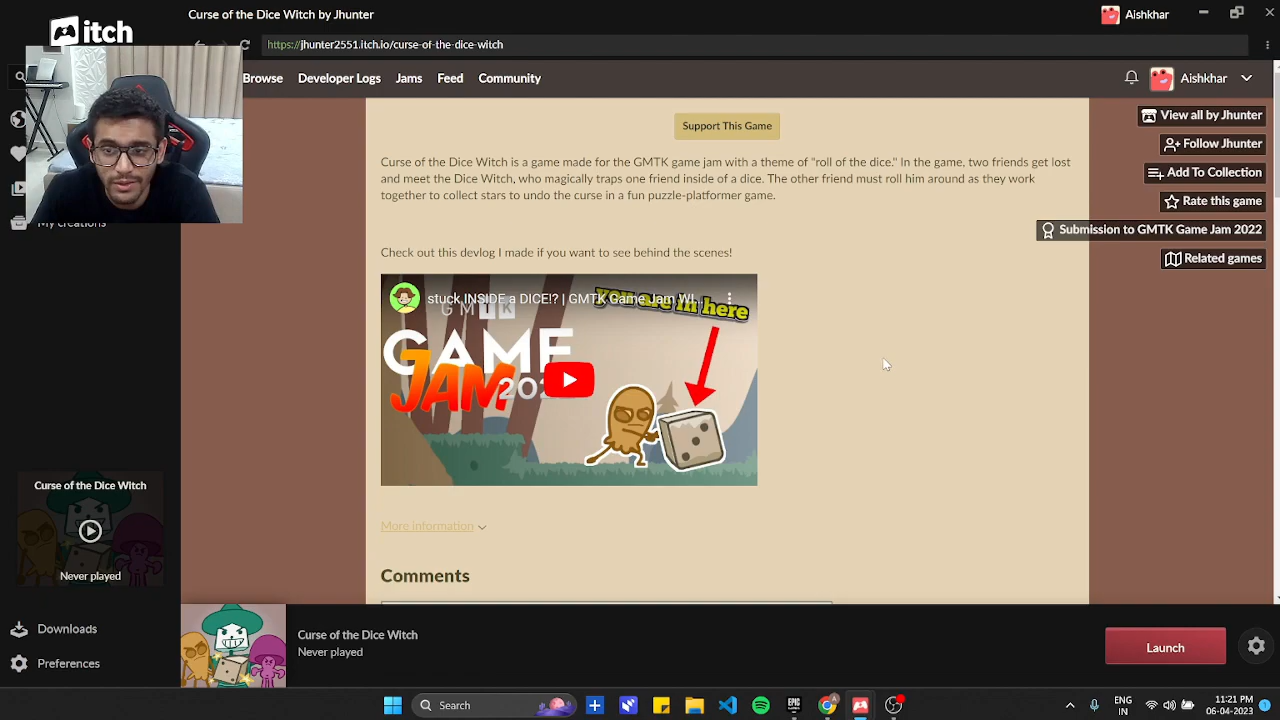 itch
Curse of the Dice Witch by Jhunter
Aishkhar
https://jhunter2551.itch.io/curse-of-the-dice-witch
Browse
Developer Logs
Jams
Feed
Community
Aishkhar
Support This Game
View all by Jhunter
Follow Jhunter
Add To Collection
Rate this game
Submission to GMTK Game Jam 2022
Related games
Curse of the Dice Witch is a game made for the GMTK game jam with a theme of "roll of the dice." In the game, two friends get lost
and meet the Dice Witch, who magically traps one friend inside of a dice. The other friend must roll him around as they work
together to collect stars to undo the curse in a fun puzzle-platformer game.
My creations
Check out this devlog I made if you want to see behind the scenes!
stuck INSIDE a DICE!? | GMTK Game Jam
you are in here
GMTK
GAME
JAM
More information
Comments
Curse of the Dice Witch
Never played
Downloads
Preferences
Curse of the Dice Witch
Never played
Launch
Search
EPIC
ENG
IN
11:21 PM
06-04-2023